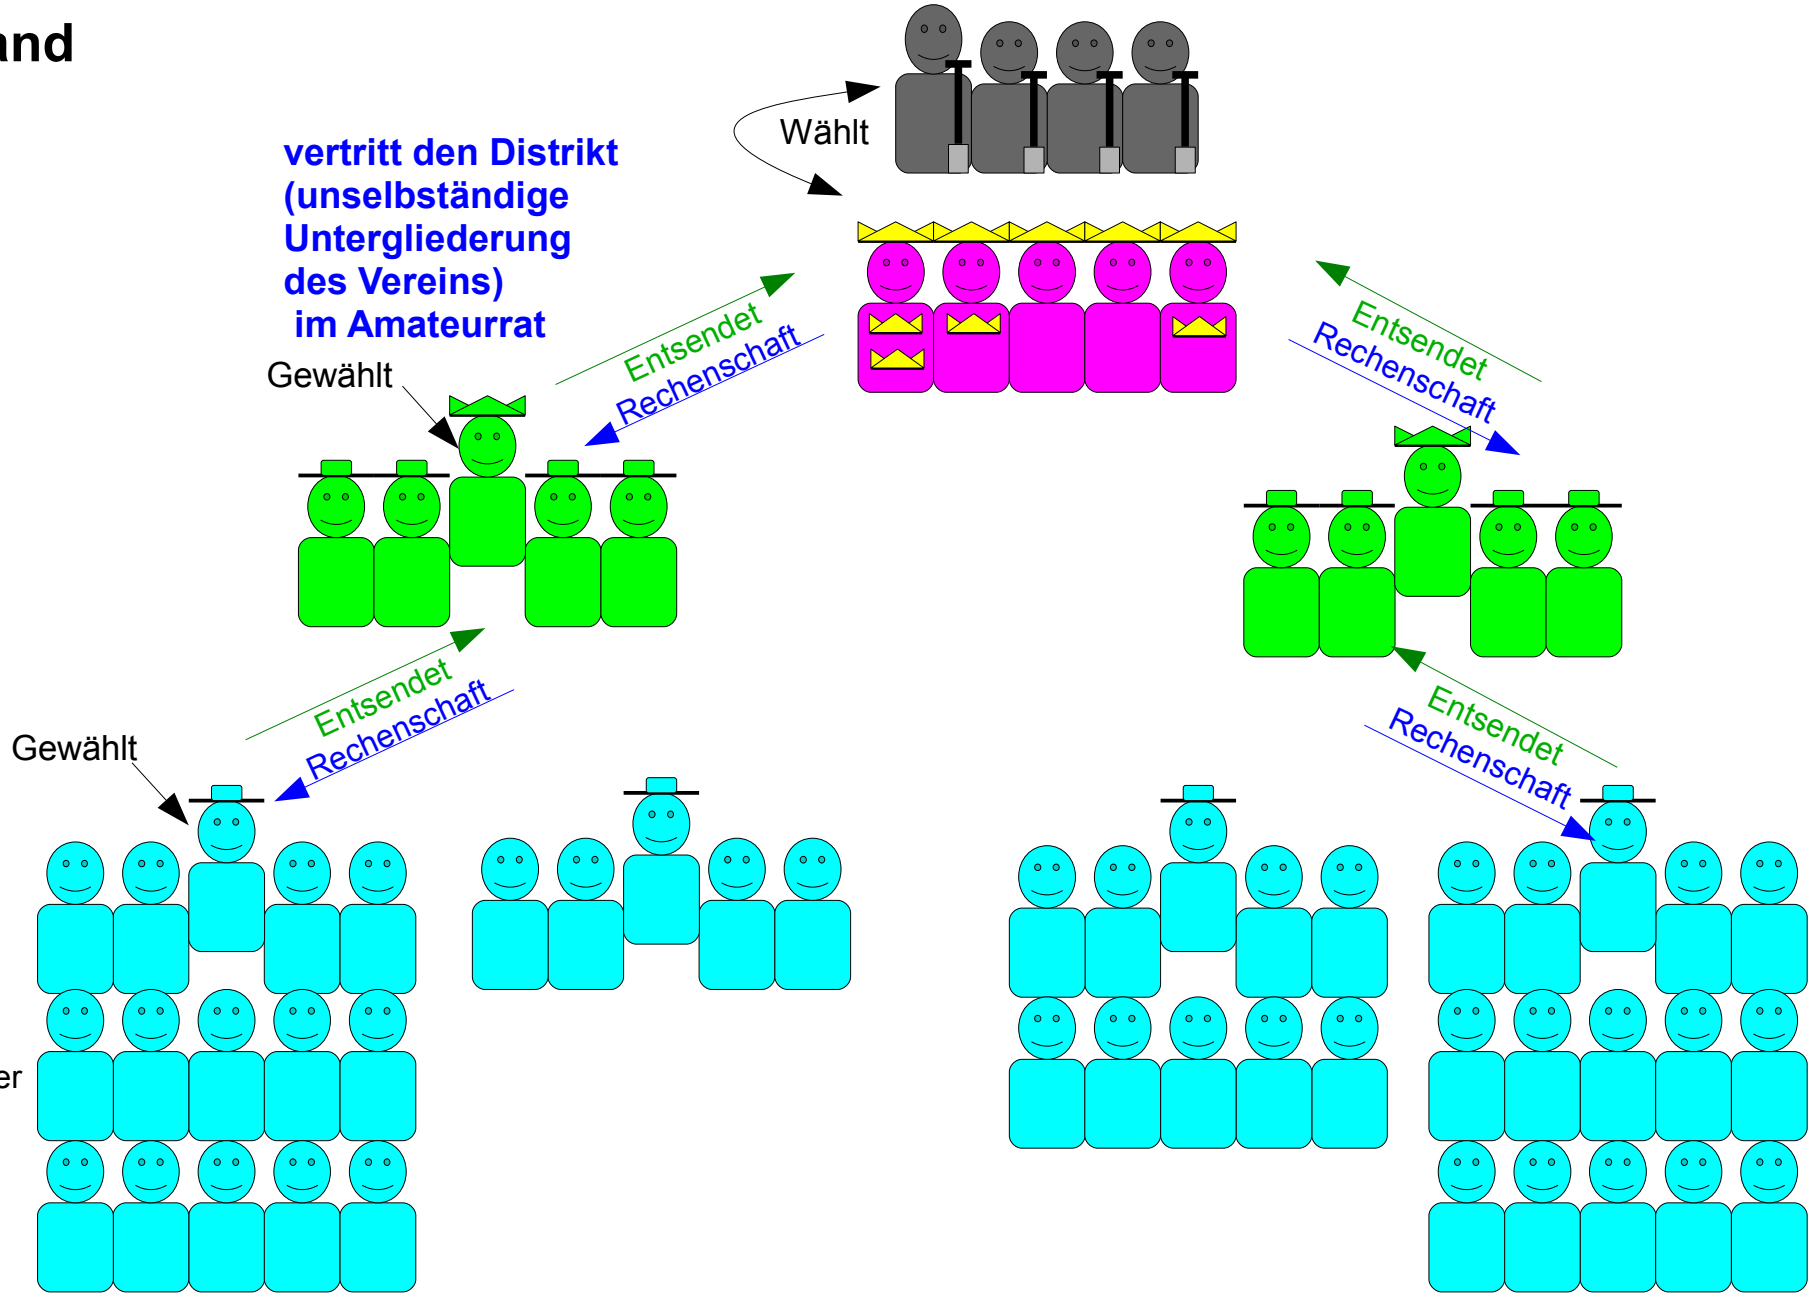 and
Wählt
vertritt den Distrikt
(unselbständige
Untergliederung
des Vereins)
im Amateurrat
Gewählt
Entsendet
Rechenschaft
Entsendet
Rechenschaft
Entsendet
Rechenschaft
Entsendet
Rechenschaft
Gewählt
er